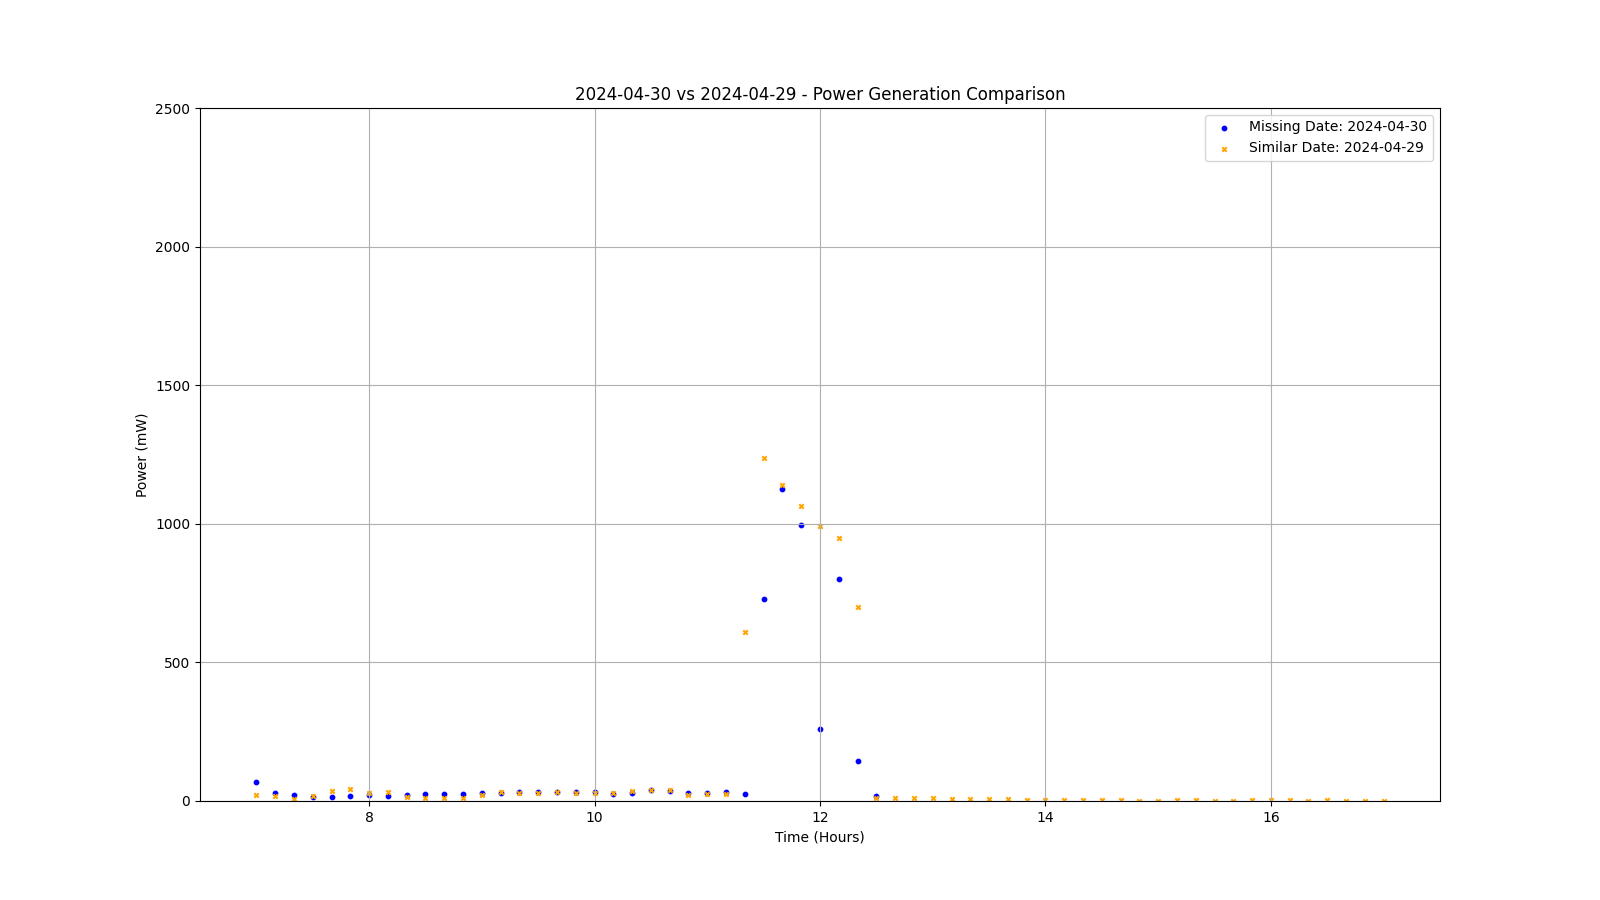 2024-04-30 vs 2024-04-29 - Power Generation Comparison
Missing Date: 2024-04-30
Similar Date: 2024-04-29
2500
2000
1500
1000
500
0
Power (mW)
8
10
12
14
16
Time (Hours)